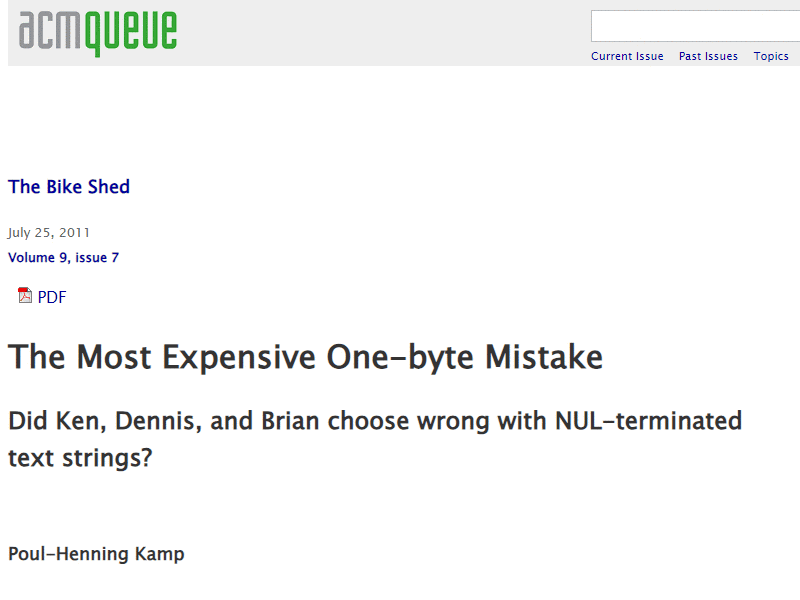 acmqueue
Current Issue Past Issues Topics
The Bike Shed
July 25, 2011
Volume 9, issue 7
PDF
The Most Expensive One-byte Mistake
Did Ken, Dennis, and Brian choose wrong with NUL-terminated
text strings?
Poul-Henning Kamp